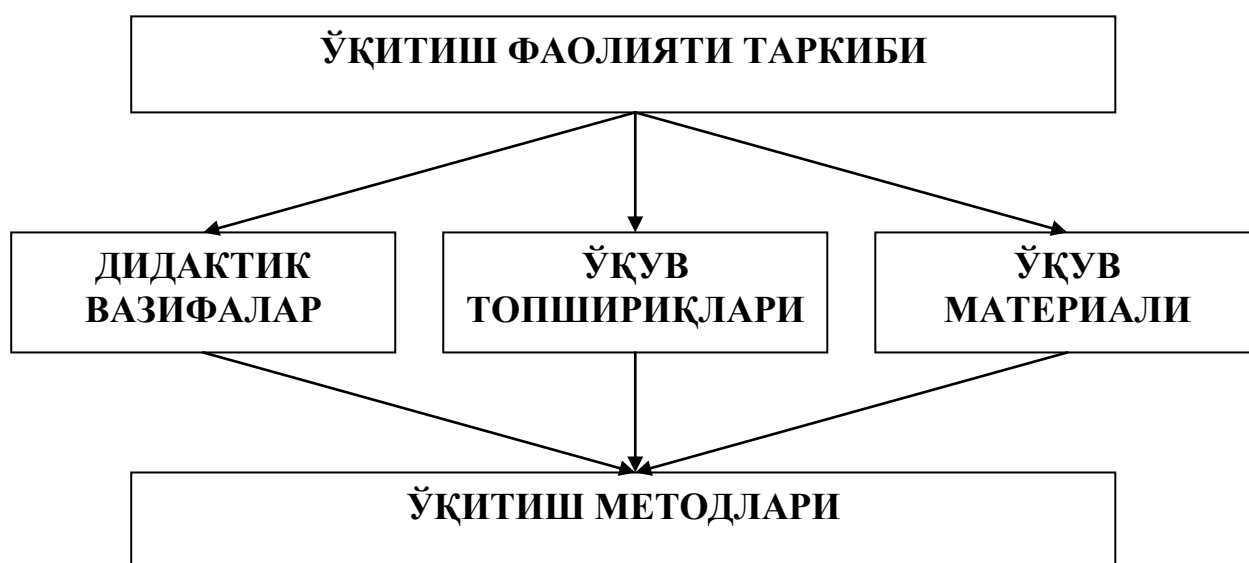 ЎҚИТИШ ФАОЛИЯТИ ТАРКИБИ
ДИДАКТИК
ВАЗИФАЛАР
ЎҚУВ
ТОПШИРИҚЛАРИ
ЎҚУВ
МАТЕРИАЛИ
ЎҚИТИШ МЕТОДЛАРИ